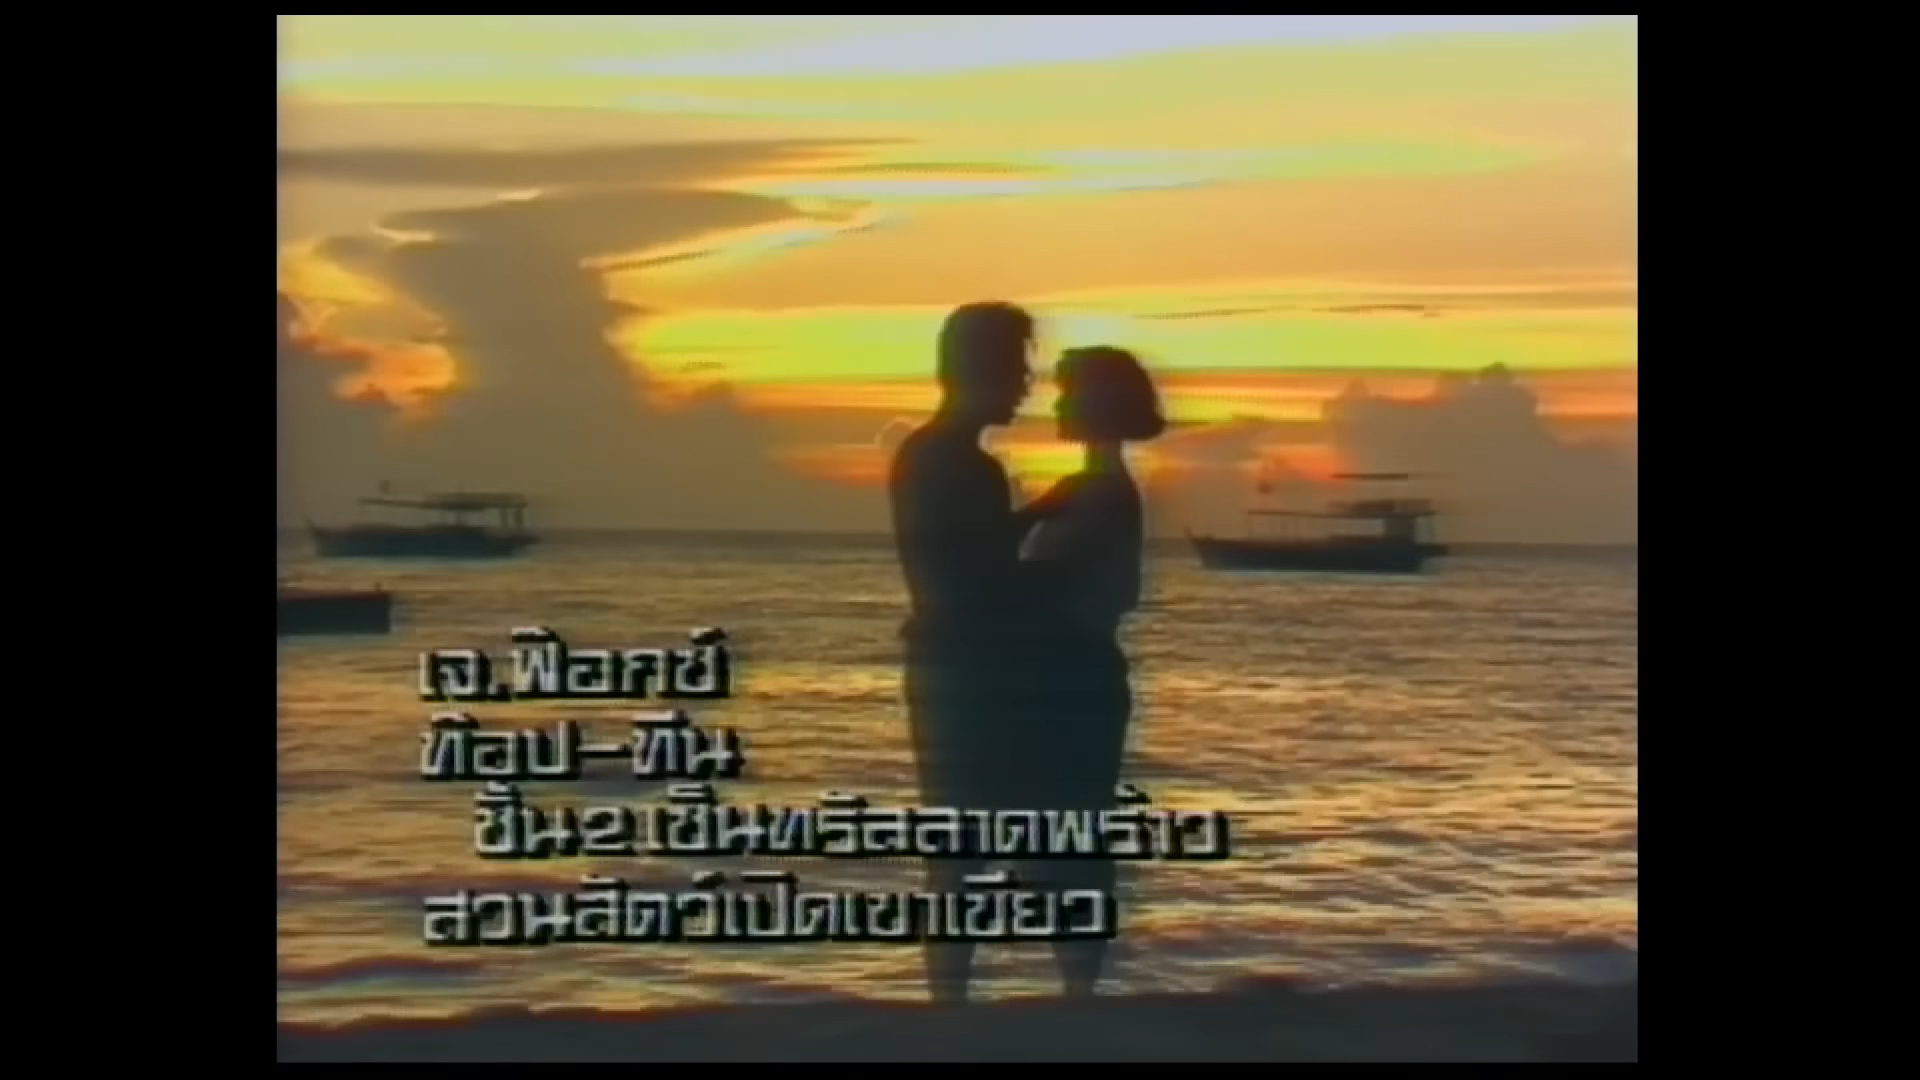 เจ.ฟ๊อกซ์
ท๊อป-ทีน
ชั้น2เซ็นทรัลลาดพร้าว
สวนสัตว์เปิดเขาเขียว